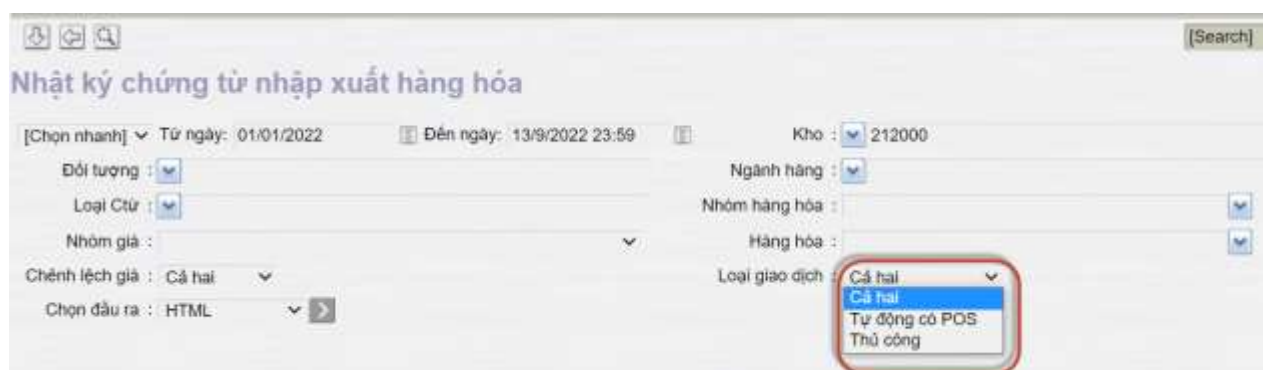 [Search]
Nhật ký chứng từ nhập xuất hàng hóa
[Chọn nhanh] Từ ngày: 01/01/2022 Đến ngày: 13/9/2022 23:59 Kho : 212000
Đối tượng : Ngành hàng :
Loại Ctừ : Nhóm hàng hóa :
Nhóm giá : Hàng hóa :
Chênh lệch giá : Cả hai Loại giao dịch : Cả hai
Cả hai
Chọn đầu ra : HTML Tự động có POS
Thủ công